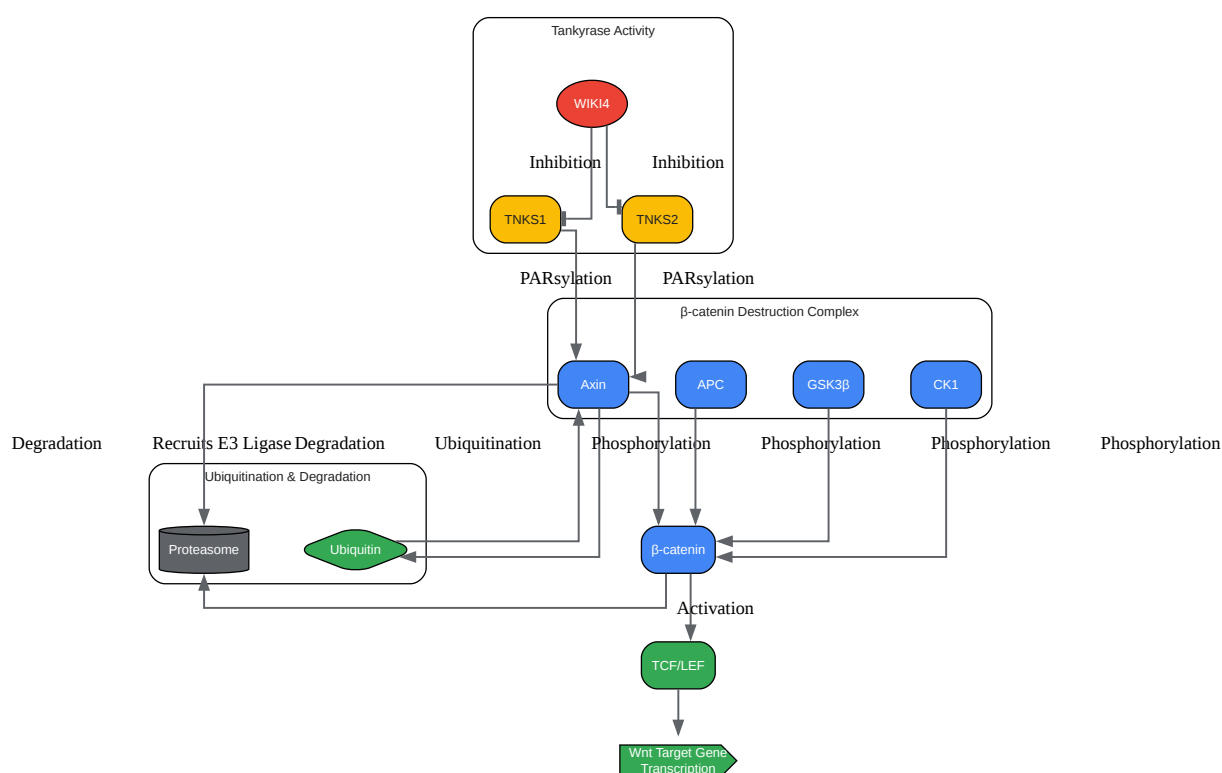 Tankyrase Activity
WIKI4
Inhibition
Inhibition
TNKS1
TNKS2
PARsylation
PARsylation
β-catenin Destruction Complex
Axin
APC
GSK3β
CK1
Degradation
Recruits E3 Ligase
Degradation
Ubiquitination
Phosphorylation
Phosphorylation
Phosphorylation
Phosphorylation
Ubiquitination & Degradation
Proteasome
Ubiquitin
β-catenin
Activation
TCF/LEF
Wnt Target Gene
Transcription